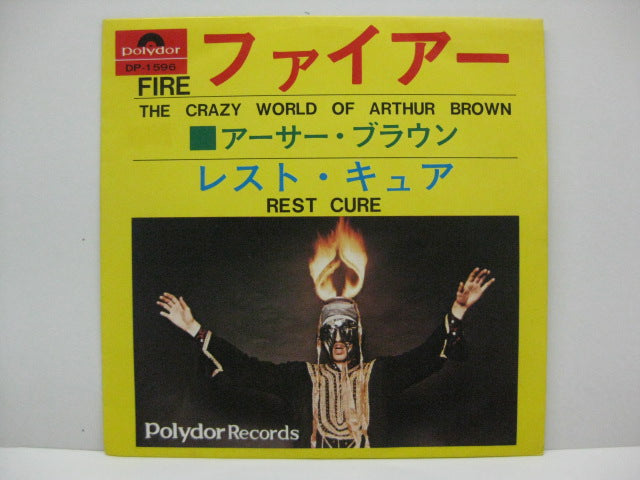 Polydor
DP-1596
FIRE ファイアー
THE CRAZY WORLD OF ARTHUR BROWN
■アーサー・ブラウン
レスト・キュア
REST CURE
Polydor Records